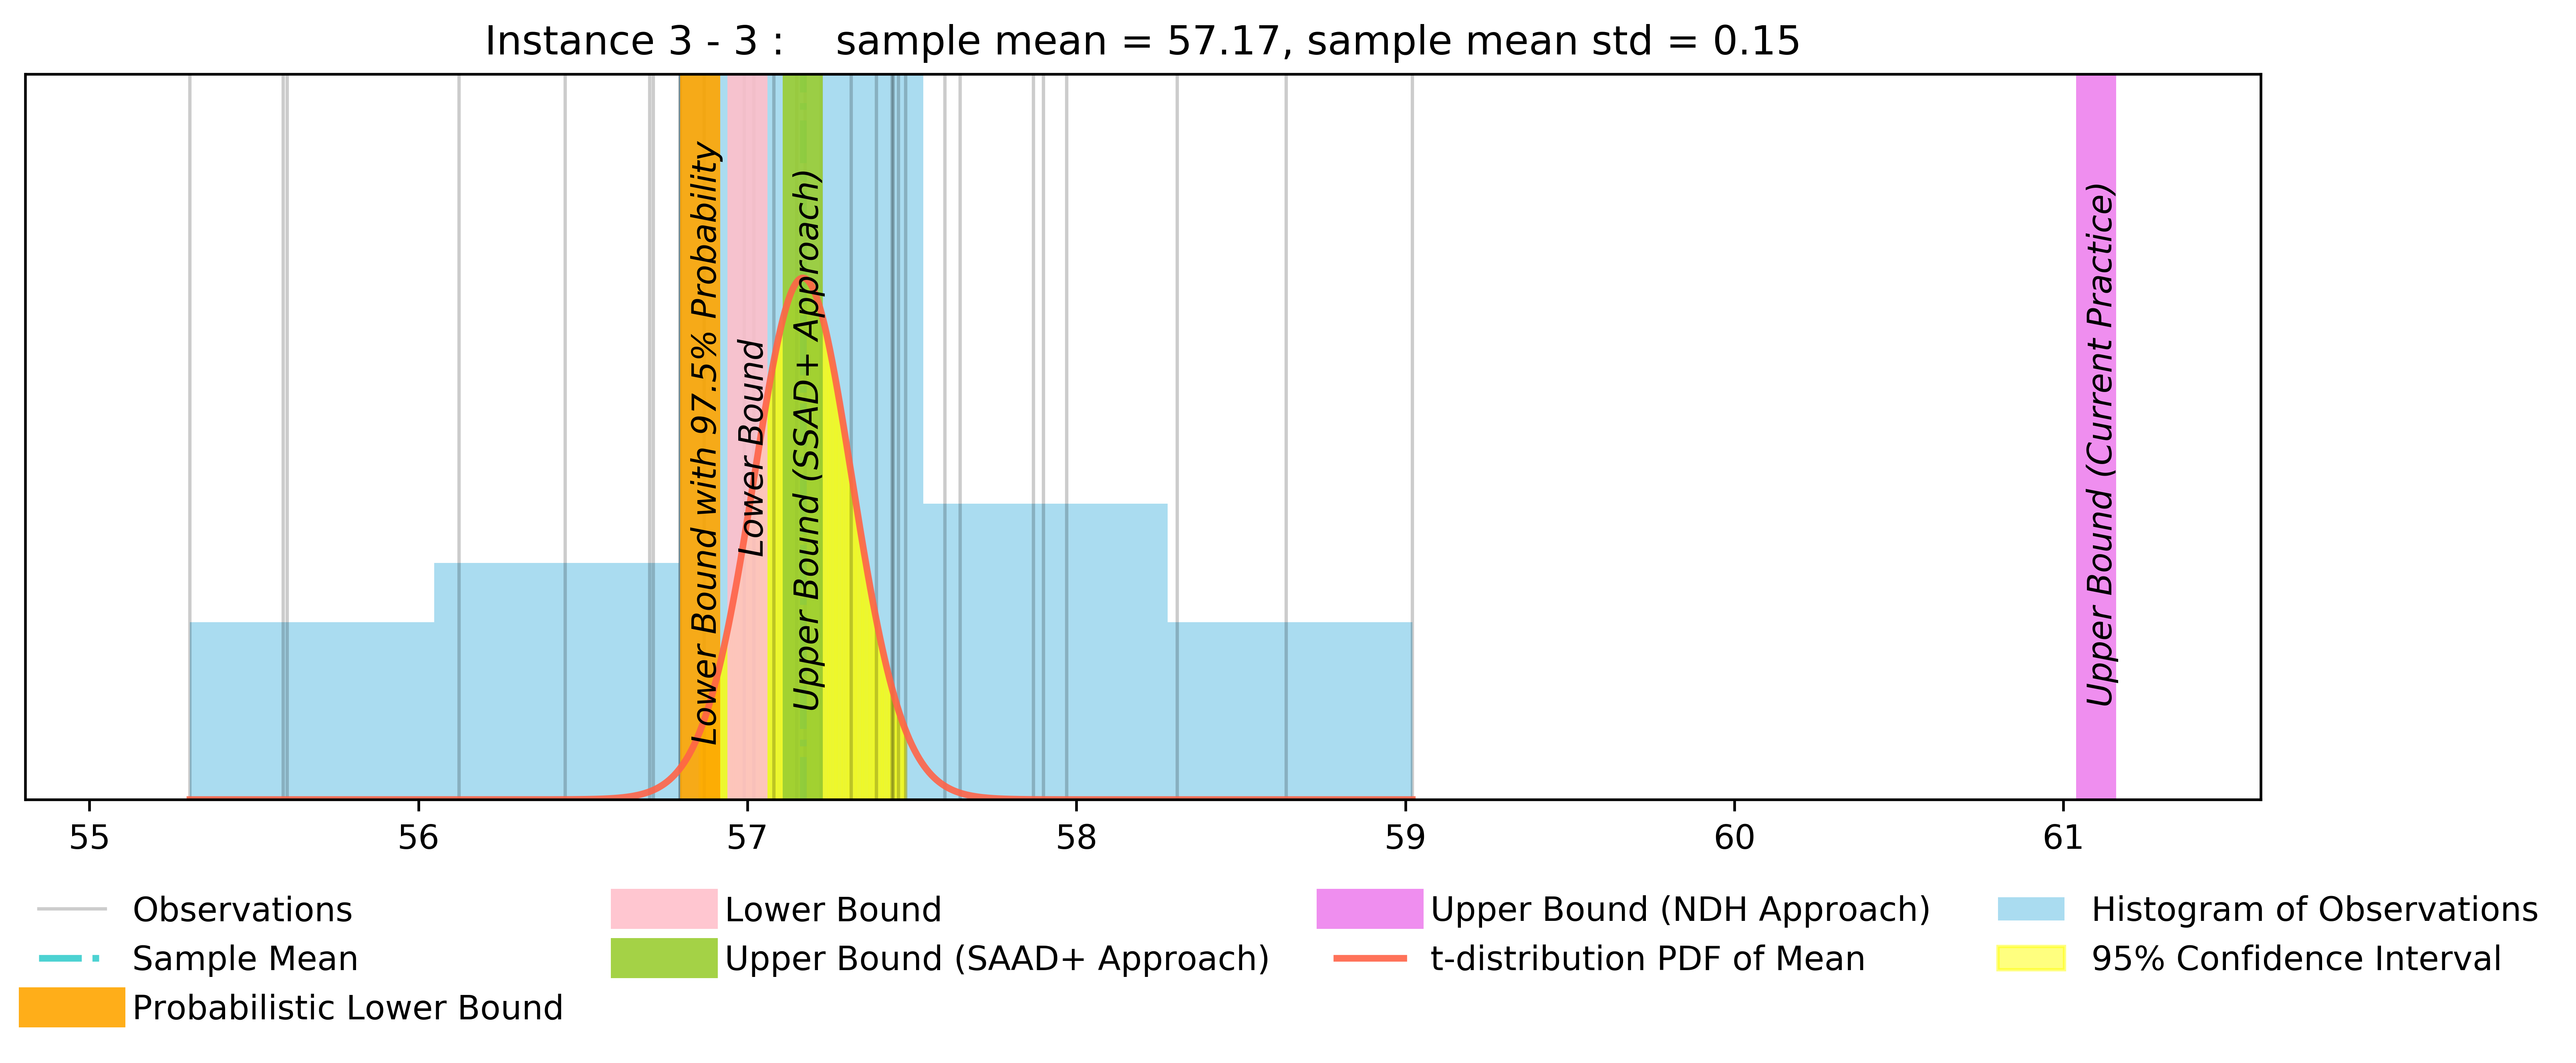 Instance 3 - 3 :    sample mean = 57.17, sample mean std = 0.15
Lower Bound with 97.5% Probability
Lower Bound
Upper Bound (SSAD+ Approach)
Upper Bound (Current Practice)
55 56 57 58 59 60 61
Observations
Sample Mean
Probabilistic Lower Bound
Lower Bound
Upper Bound (SAAD+ Approach)
Upper Bound (NDH Approach)
t-distribution PDF of Mean
Histogram of Observations
95% Confidence Interval